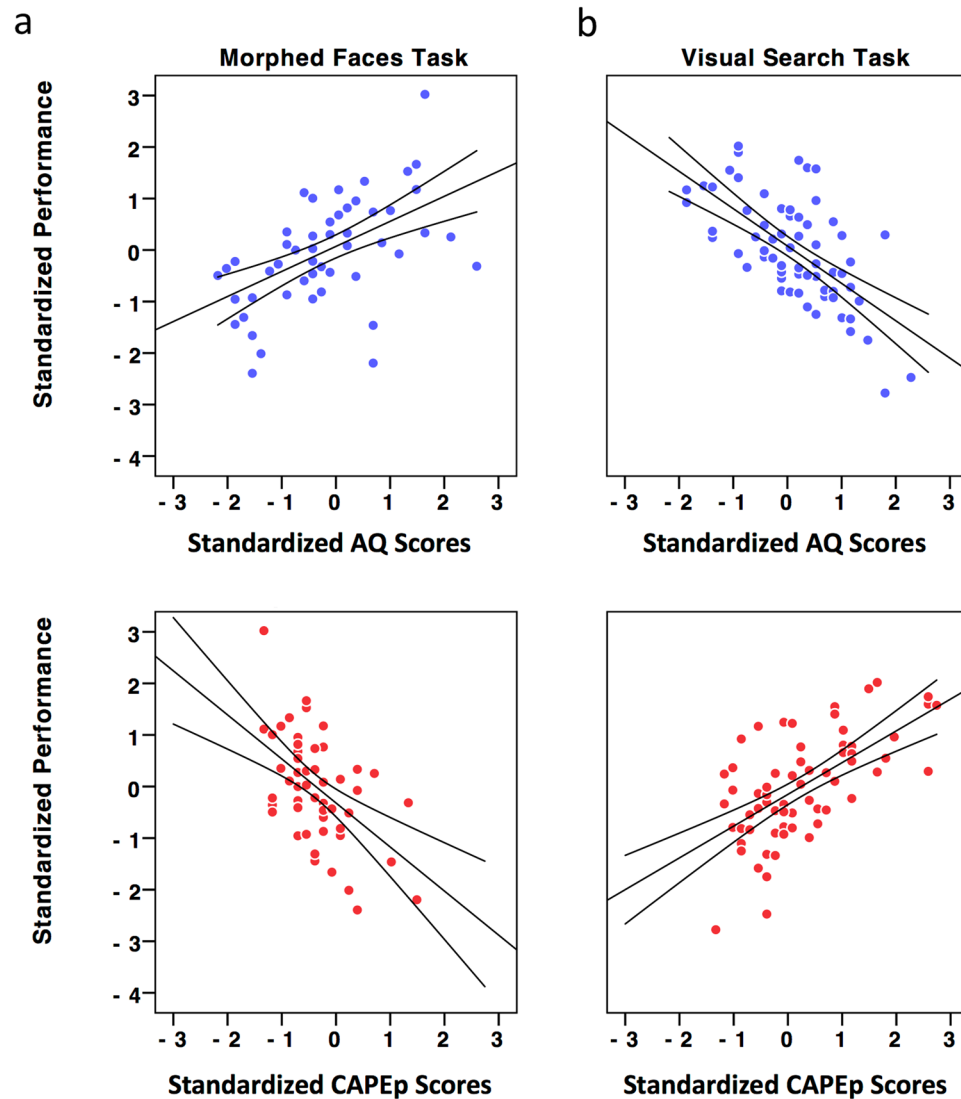 a
b
Morphed Faces Task
Visual Search Task
Standardized Performance
3
2
1
0
- 1
- 2
- 3
- 4
- 3 - 2 - 1 0 1 2 3
- 3 - 2 - 1 0 1 2 3
Standardized AQ Scores
Standardized AQ Scores
Standardized Performance
3
2
1
0
- 1
- 2
- 3
- 4
- 3 - 2 - 1 0 1 2 3
- 3 - 2 - 1 0 1 2 3
Standardized CAPEp Scores
Standardized CAPEp Scores